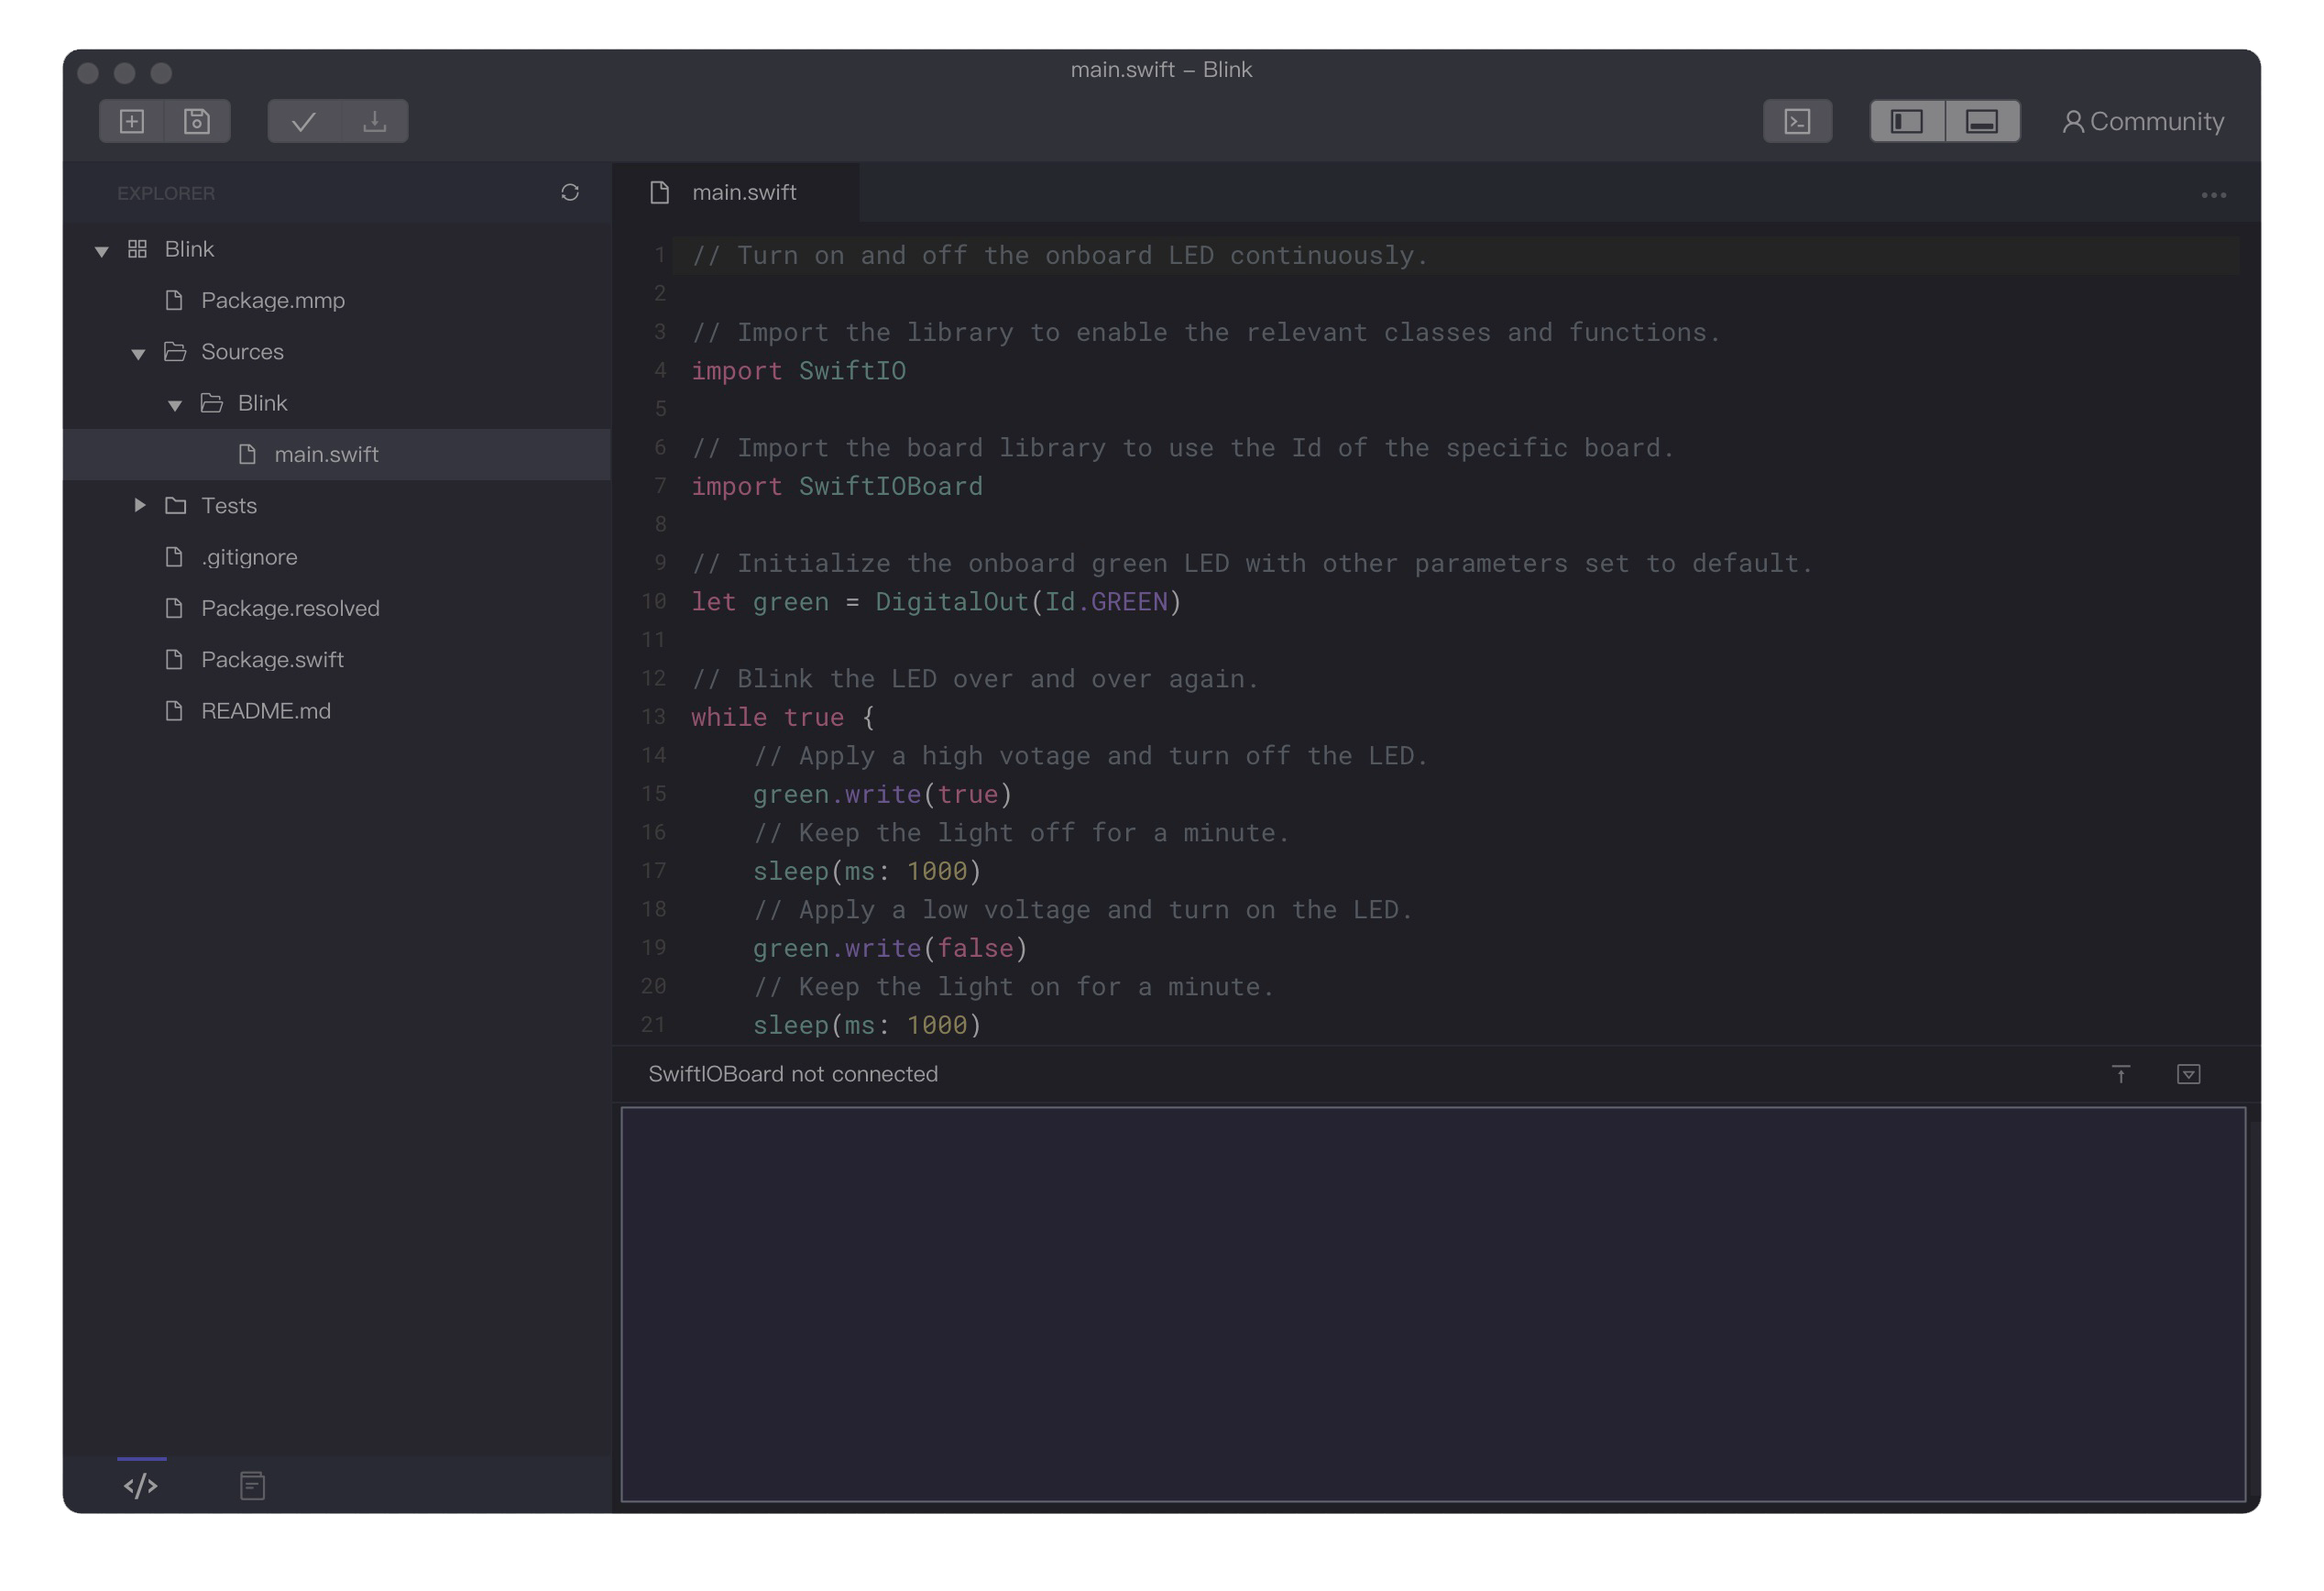 main.swift – Blink
Community
EXPLORER
Blink
Package.mmp
Sources
Blink
main.swift
Tests
.gitignore
Package.resolved
Package.swift
README.md
main.swift
1 // Turn on and off the onboard LED continuously.
2
3 // Import the library to enable the relevant classes and functions.
4 import SwiftIO
5
6 // Import the board library to use the Id of the specific board.
7 import SwiftIOBoard
8
9 // Initialize the onboard green LED with other parameters set to default.
10 let green = DigitalOut(Id.GREEN)
11
12 // Blink the LED over and over again.
13 while true {
14     // Apply a high votage and turn off the LED.
15     green.write(true)
16     // Keep the light off for a minute.
17     sleep(ms: 1000)
18     // Apply a low voltage and turn on the LED.
19     green.write(false)
20     // Keep the light on for a minute.
21     sleep(ms: 1000)
SwiftIOBoard not connected